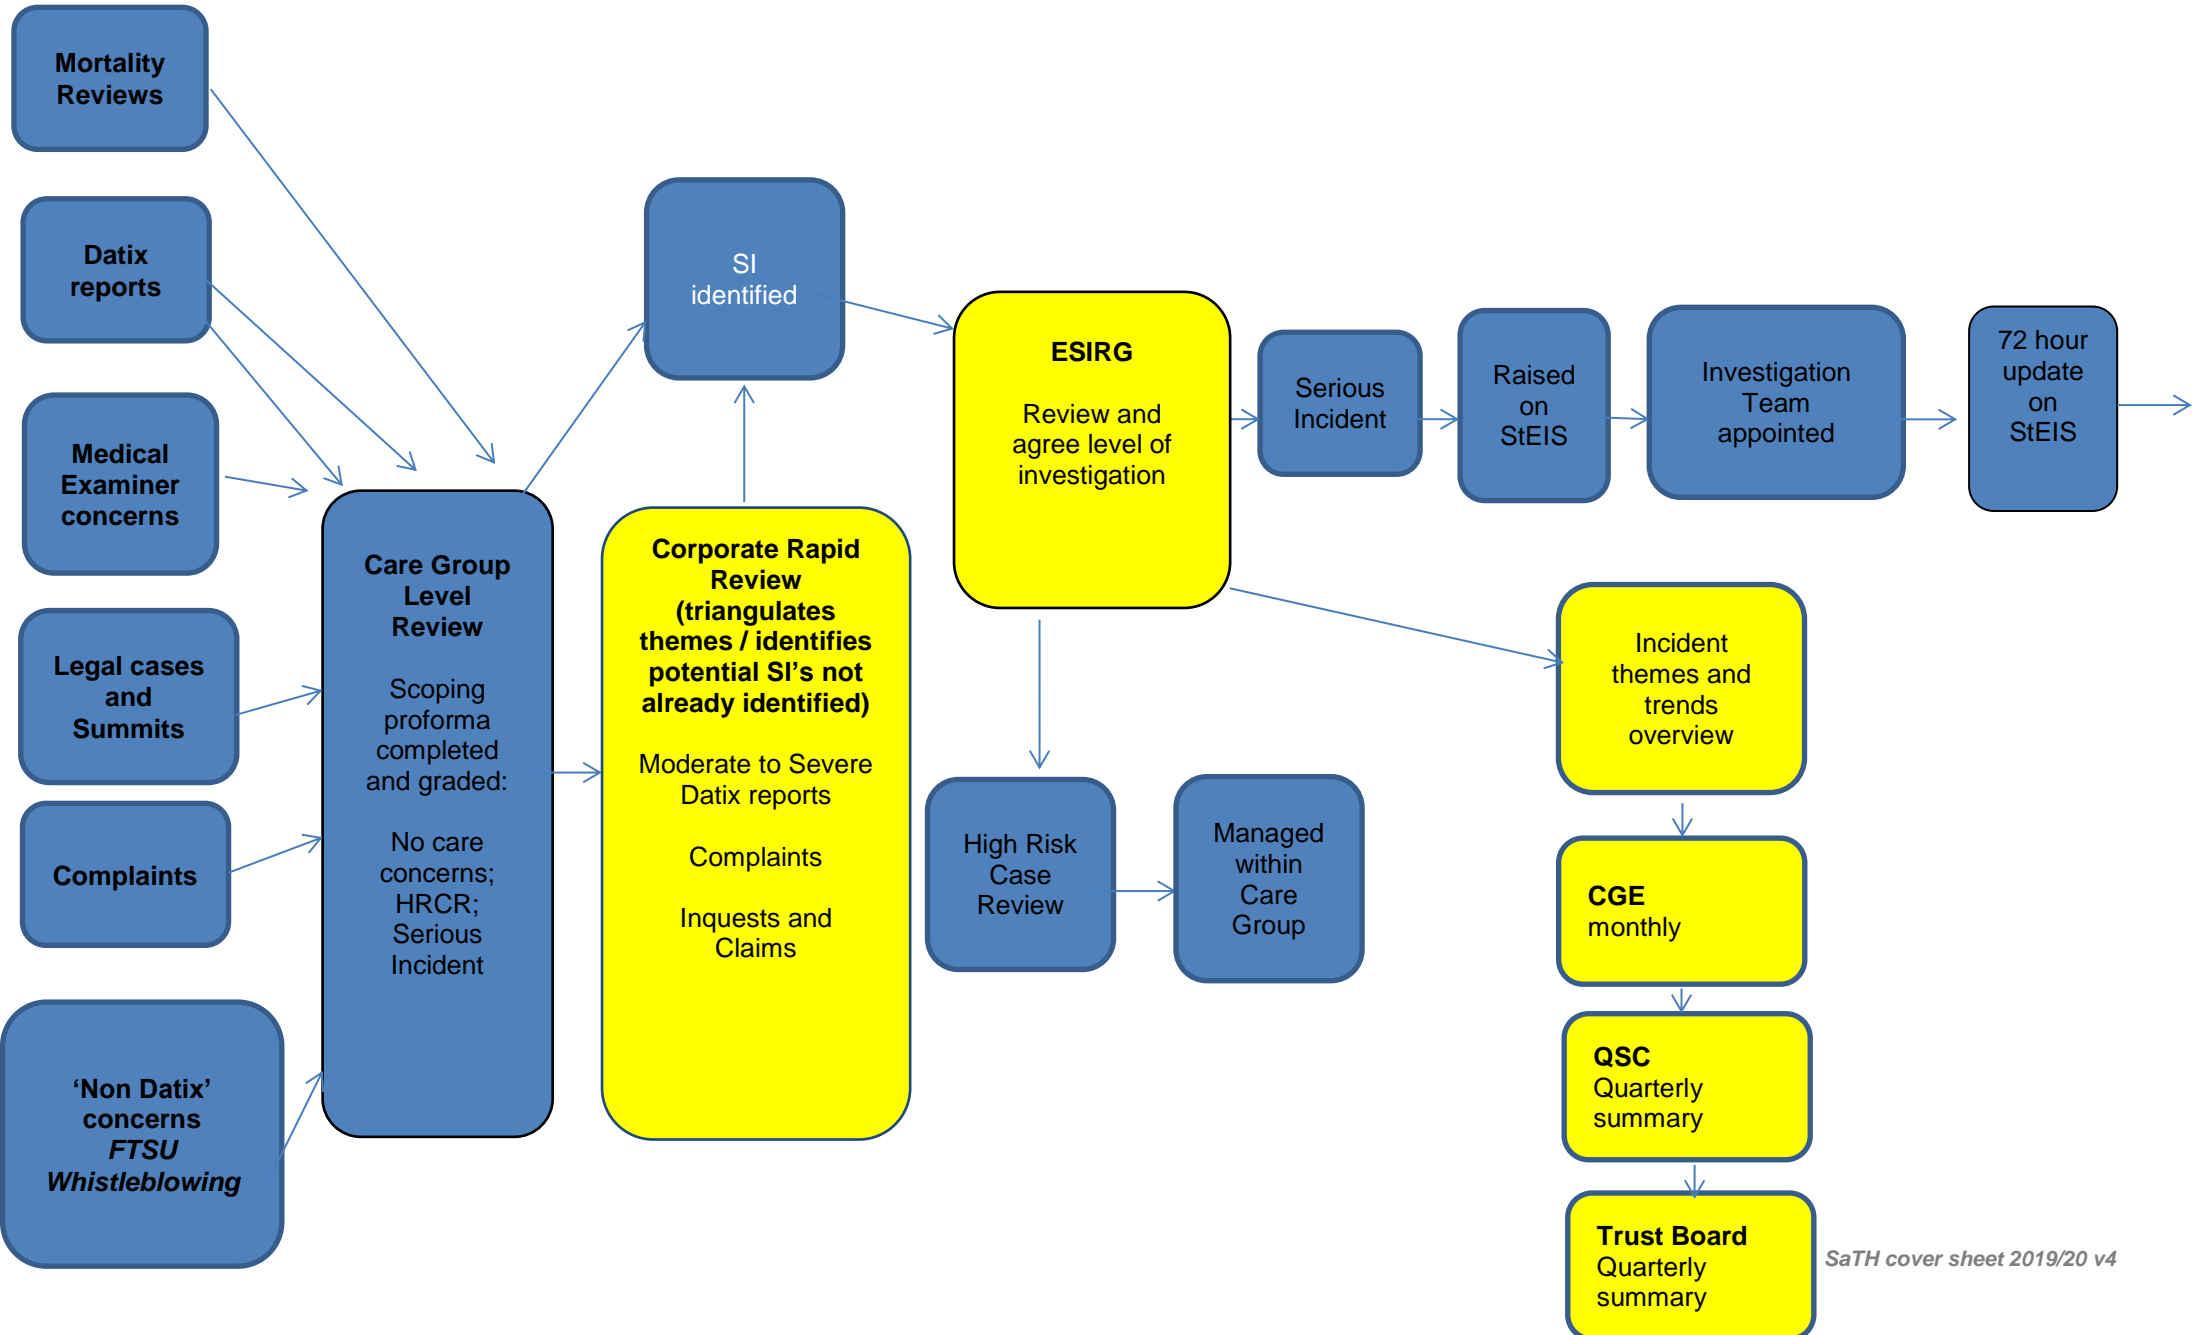 Mortality
Reviews
Datix
reports
Medical
Examiner
concerns
Legal cases
and
Summits
Complaints
‘Non Datix’
concerns
FTSU
Whistleblowing
Care Group
Level
Review
Scoping
proforma
completed
and graded:
No care
concerns;
HRCR;
Serious
Incident
SI
identified
Corporate Rapid
Review
(triangulates
themes / identifies
potential SI’s not
already identified)
Moderate to Severe
Datix reports
Complaints
Inquests and
Claims
ESIRG
Review and
agree level of
investigation
Serious
Incident
Raised
on
StEIS
Investigation
Team
appointed
72 hour
update
on
StEIS
High Risk
Case
Review
Managed
within
Care
Group
Incident
themes and
trends
overview
CGE
monthly
QSC
Quarterly
summary
Trust Board
Quarterly
summary
SaTH cover sheet 2019/20 v4